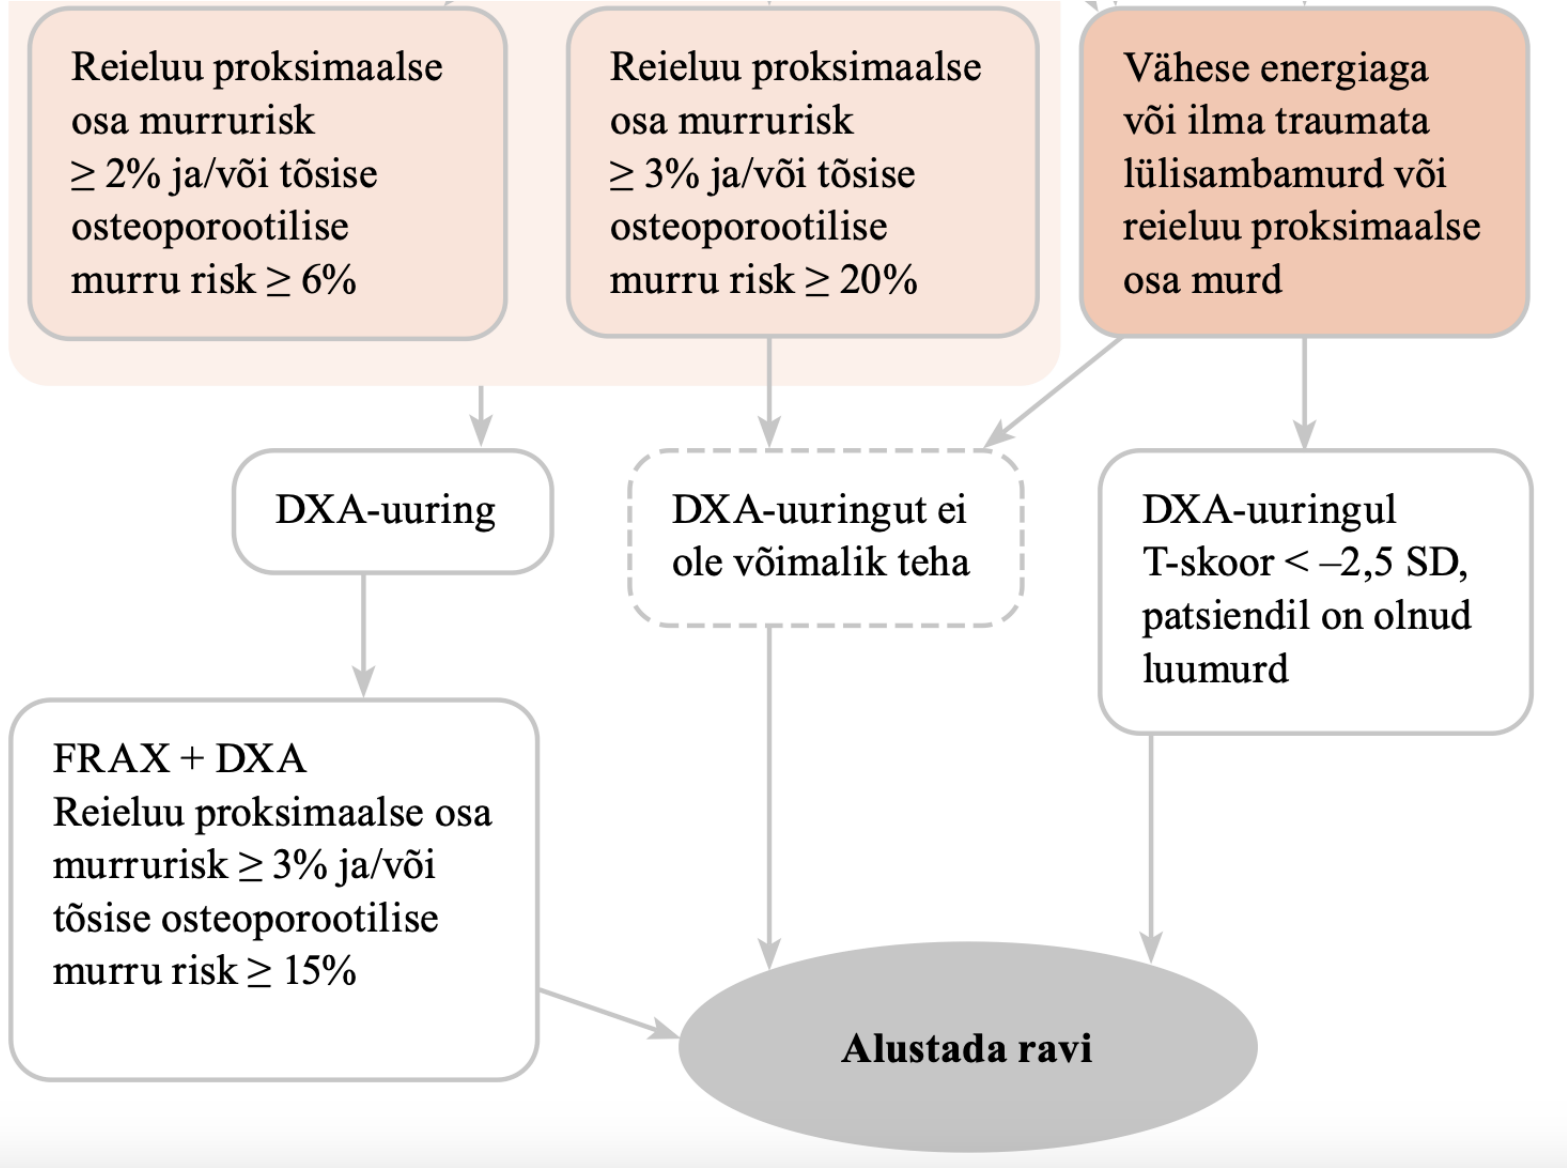 Reieluu proksimaalse
osa murrurisk
≥ 2% ja/või tõsise
osteoporootilise
murru risk ≥ 6%
Reieluu proksimaalse
osa murrurisk
≥ 3% ja/või tõsise
osteoporootilise
murru risk ≥ 20%
Vähese energiaga
või ilma traumata
lülisambamurd või
reieluu proksimaalse
osa murd
DXA-uuring
DXA-uuringut ei
ole võimalik teha
DXA-uuringul
T-skoor < –2,5 SD,
patsiendil on olnud
luumurd
FRAX + DXA
Reieluu proksimaalse osa
murrurisk ≥ 3% ja/või
tõsise osteoporootilise
murru risk ≥ 15%
Alustada ravi